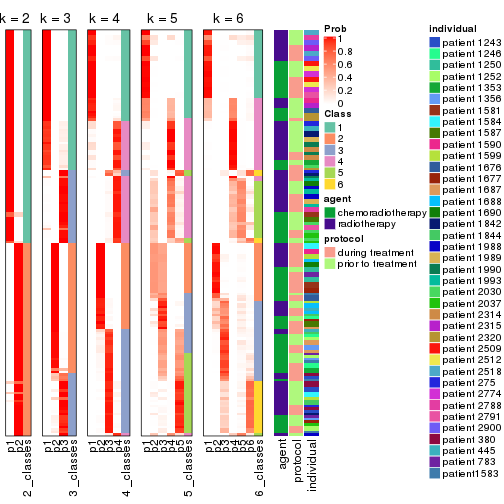 k = 2
k = 3
k = 4
k = 5
k = 6
p1
p2
2_classes
p1
p2
p3
3_classes
p1
p2
p3
p4
4_classes
p1
p2
p3
p4
p5
5_classes
p1
p2
p3
p4
p5
p6
6_classes
agent
protocol
individual
Prob
1
0.8
0.6
0.4
0.2
0
Class
1
2
3
4
5
6
agent
chemoradiotherapy
radiotherapy
protocol
during treatment
prior to treatment
individual
patient 1243
patient 1246
patient 1250
patient 1252
patient 1353
patient 1356
patient 1581
patient 1584
patient 1587
patient 1590
patient 1599
patient 1676
patient 1677
patient 1687
patient 1688
patient 1690
patient 1842
patient 1844
patient 1988
patient 1989
patient 1990
patient 1993
patient 2030
patient 2037
patient 2314
patient 2315
patient 2320
patient 2509
patient 2512
patient 2518
patient 275
patient 2774
patient 2788
patient 2791
patient 2900
patient 380
patient 445
patient 783
patient1583